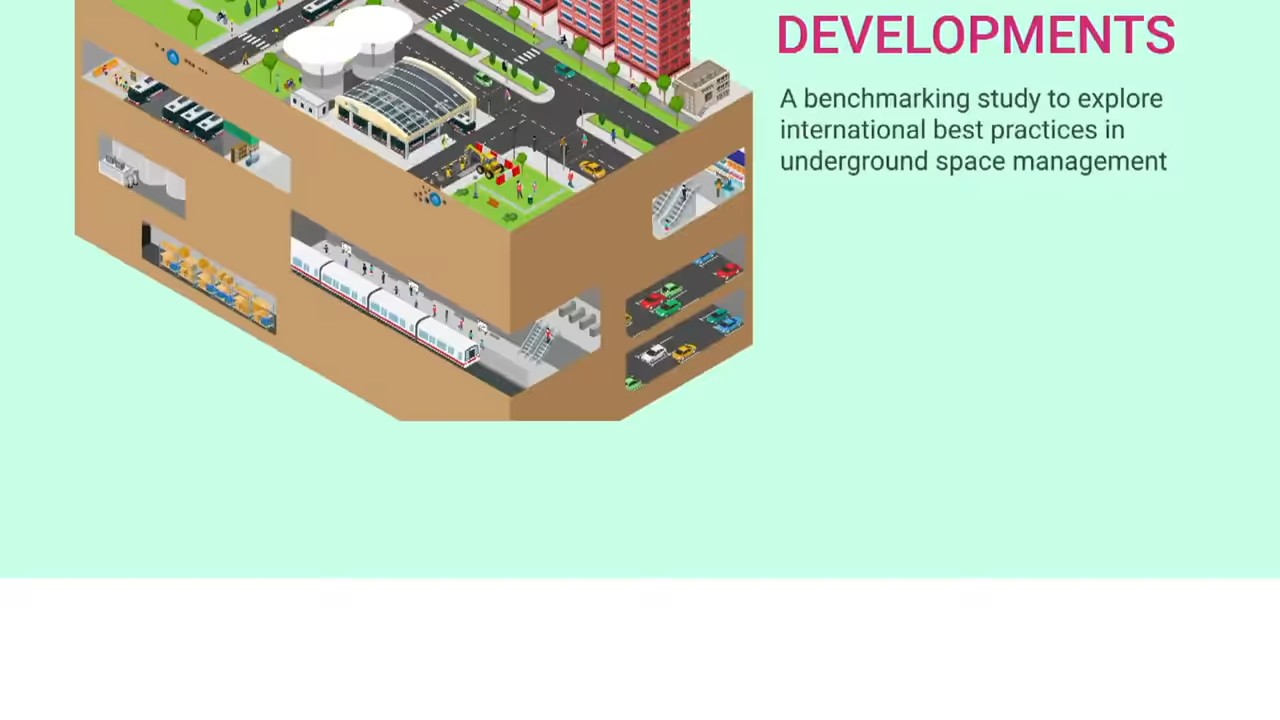 DEVELOPMENTS
A benchmarking study to explore
international best practices in
underground space management